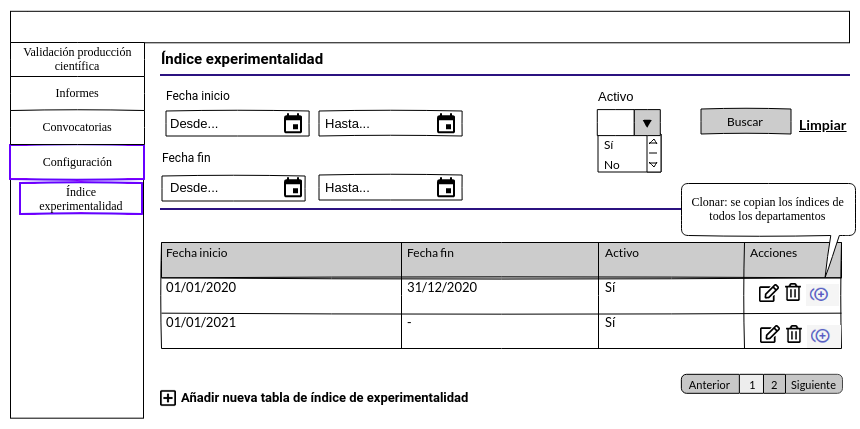 Validación producción
científica
Informes
Convocatorias
Configuración
Índice
experimentalidad
Índice experimentalidad
Fecha inicio
Desde...
Hasta...
Activo
Sí
No
Buscar
Limpiar
Fecha fin
Desde...
Hasta...
Clonar: se copian los índices de
todos los departamentos
Fecha inicio Fecha fin Activo Acciones
01/01/2020 31/12/2020 Sí
01/01/2021 - Sí
Anterior 1 2 Siguiente
Añadir nueva tabla de índice de experimentalidad